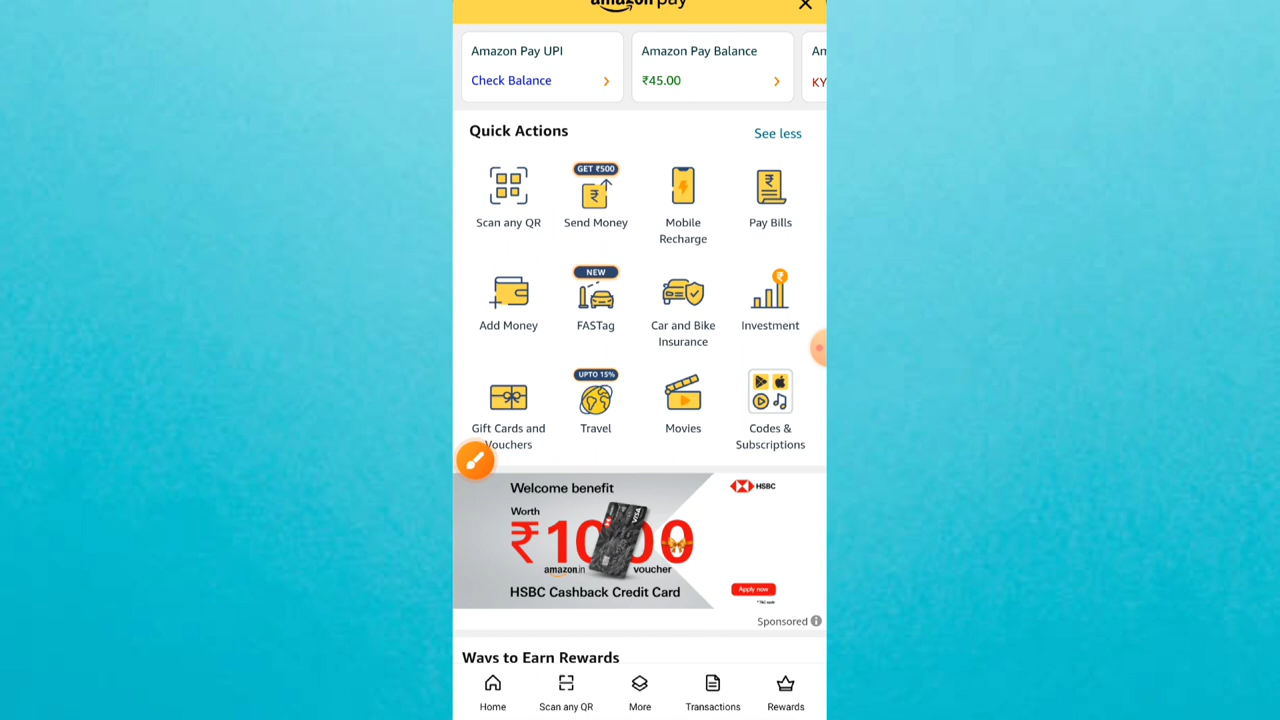 amazon pay
Amazon Pay UPI
Check Balance
Amazon Pay Balance
₹45.00
Am
KY
Quick Actions
See less
Scan any QR
GET ₹500
Send Money
Mobile
Recharge
Pay Bills
Add Money
NEW
FASTag
Car and Bike
Insurance
Investment
Gift Cards and
Vouchers
UPTO 15%
Travel
Movies
Codes &
Subscriptions
Welcome benefit
Worth
₹1000
amazon.in voucher
HSBC Cashback Credit Card
VISA
HSBC
Apply now
*T&C apply
Sponsored
Ways to Earn Rewards
Home
Scan any QR
More
Transactions
Rewards